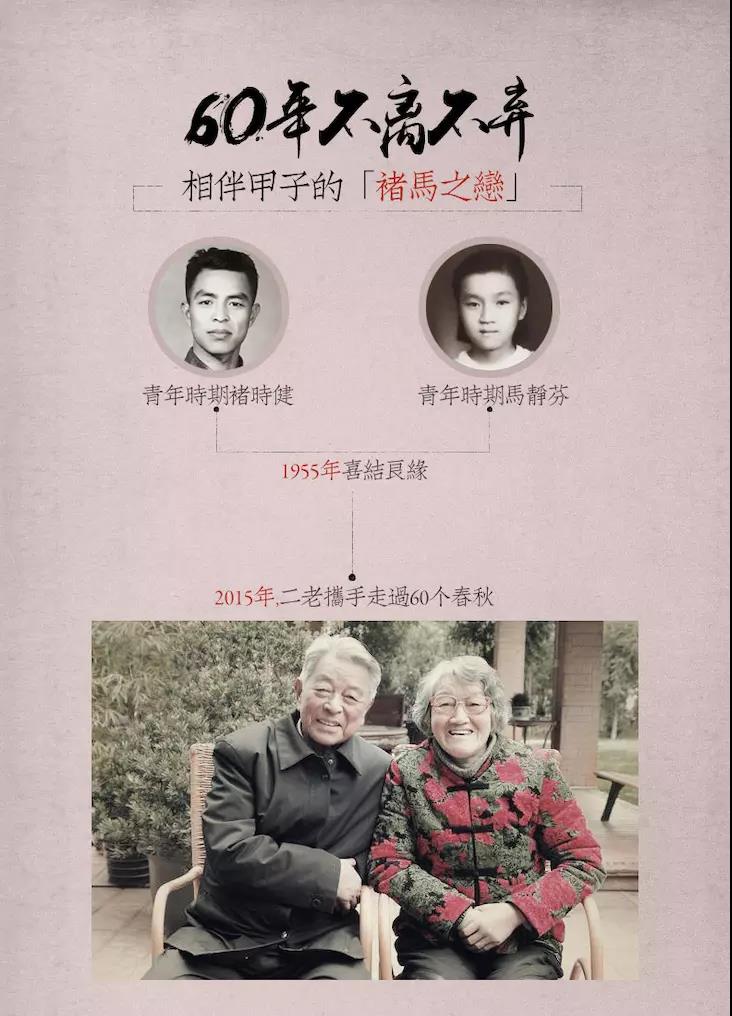 60年不离不弃
相伴甲子的「褚馬之戀」
青年時期褚時健
青年時期馬靜芬
1955年喜結良緣
2015年,二老攜手走過60个春秋